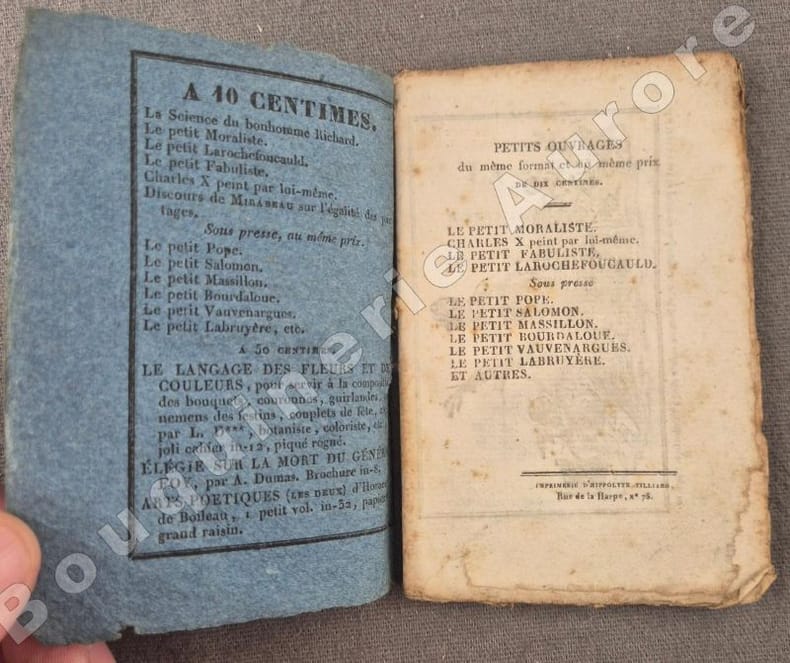 A 10 CENTIMES.
La Science du bonhomme Richard.
Le petit Moraliste.
Le petit Larochefoucauld.
Le petit Fabuliste.
Charles X peint par lui-même.
Discours de MIRABEAU sur l'égalité des par
tages.
Sous presse, au même prix.
Le petit Pope.
Le petit Salomon.
Le petit Massillon.
Le petit Bourdaloue.
Le petit Vauvenargues.
Le petit Labruyère, etc.
A 50 CENTIMES.
LE LANGAGE DES FLEURS ET DE
COULEURS, pour servir à la composition
des bouquets, couronnes, guirlandes,
nemens des festins, couplets de fête, etc
par L. D***, botaniste, coloriste, etc
joli cahier in-12, piqué rogné.
ÉLÉGIE SUR LA MORT DU GÉNÉR
FOY, par A. Dumas. Brochure in-8,
ARTS POÉTIQUES (LES DEUX) d'Horace
de Boileau, 1 petit vol. in-32, papier
grand raisin.
PETITS OUVRAGES
du même format et au même prix
DE DIX CENTIMES.
LE PETIT MORALISTE.
CHARLES X peint par lui-même.
LE PETIT FABULISTE,
LE PETIT LAROCHEFOUCAULD.
Sous presse
LE PETIT POPE.
LE PETIT SALOMON.
LE PETIT MASSILLON.
LE PETIT BOURDALOUE.
LE PETIT VAUVENARGUES.
LE PETIT LABRUYÈRE.
ET AUTRES.
IMPRIMERIE D'HIPPOLYTE TILLIARD,
Rue de la Harpe, N° 78.
Bouquinerie Aurore